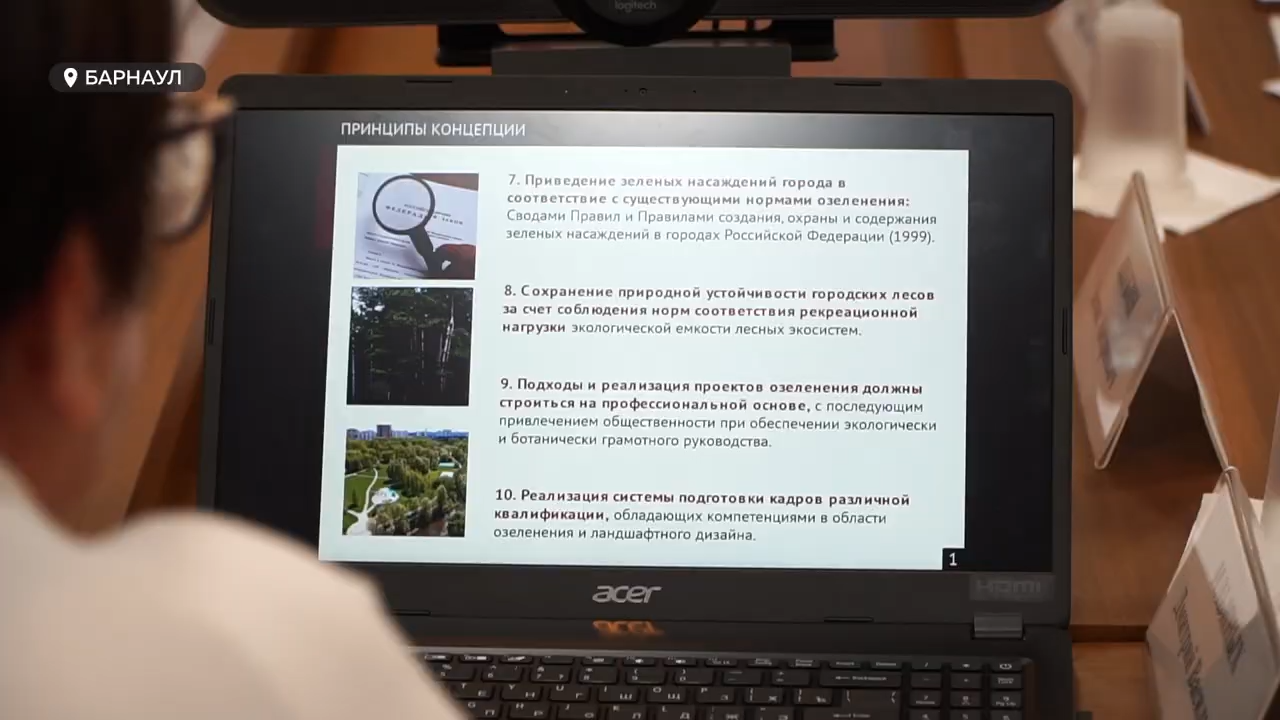 logitech
БАРНАУЛ
ПРИНЦИПЫ КОНЦЕПЦИИ
7. Приведение зеленых насаждений города в
соответствие с существующими нормами озеленения:
Сводами Правил и Правилами создания, охраны и содержания
зеленых насаждений в городах Российской Федерации (1999).
8. Сохранение природной устойчивости городских лесов
за счет соблюдения норм соответствия рекреационной
нагрузки экологической емкости лесных экосистем.
9. Подходы и реализация проектов озеленения должны
строиться на профессиональной основе, с последующим
привлечением общественности при обеспечении экологически
и ботанически грамотного руководства.
10. Реализация системы подготовки кадров различной
квалификации, обладающих компетенциями в области
озеленения и ландшафтного дизайна.
1
acer
HDMI